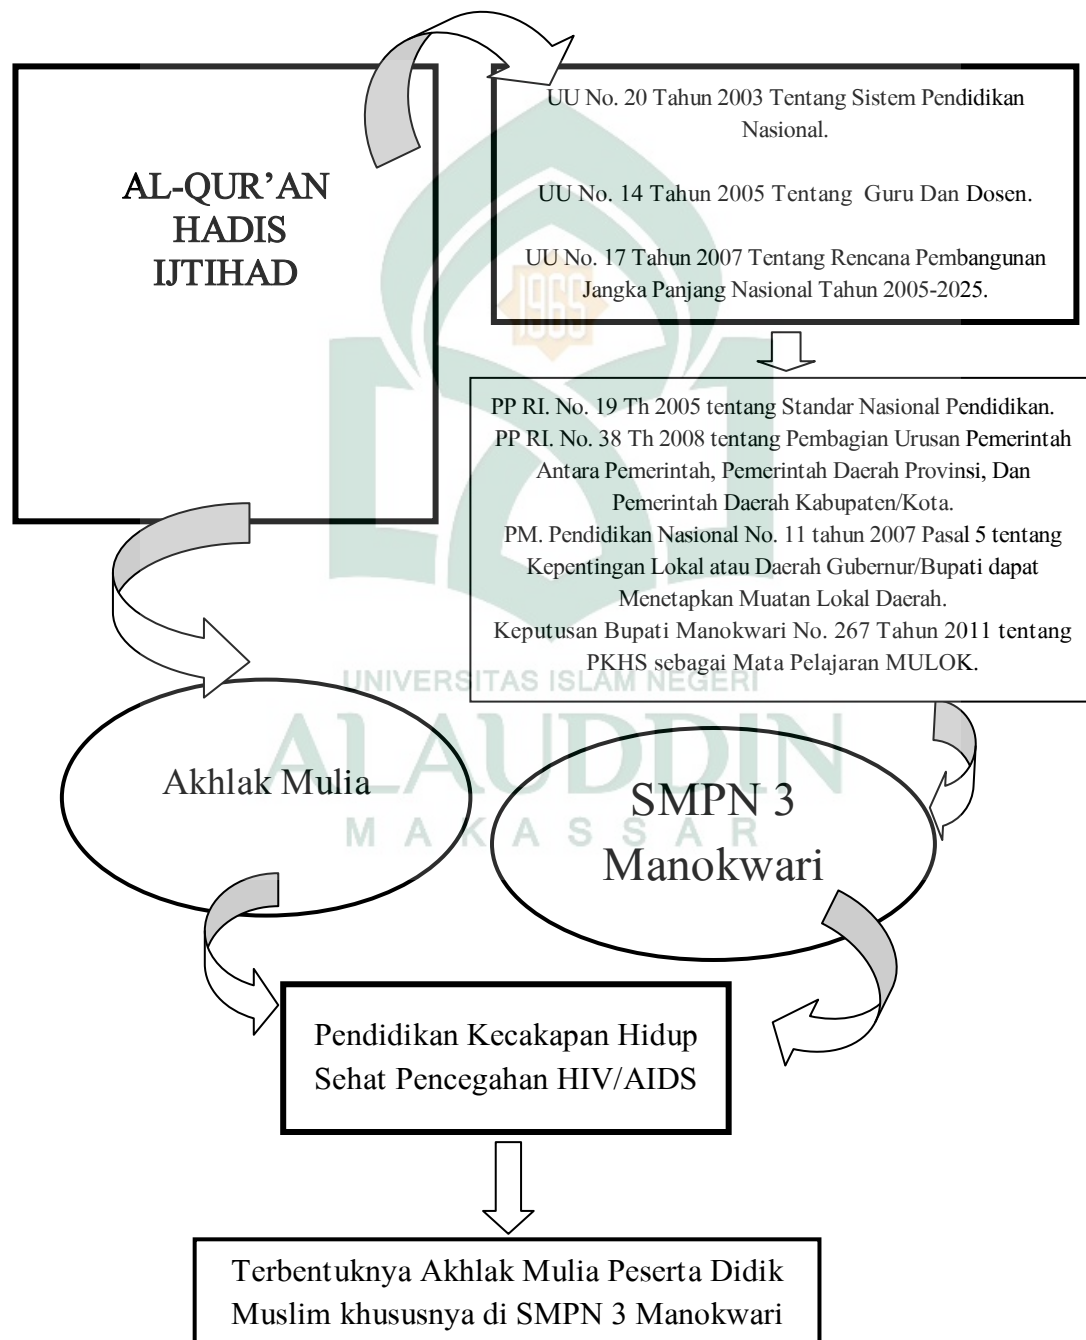 AL-QUR’AN
HADIS
IJTIHAD
UU No. 20 Tahun 2003 Tentang Sistem Pendidikan
Nasional.
UU No. 14 Tahun 2005 Tentang Guru Dan Dosen.
UU No. 17 Tahun 2007 Tentang Rencana Pembangunan
Jangka Panjang Nasional Tahun 2005-2025.
1965
PP RI. No. 19 Th 2005 tentang Standar Nasional Pendidikan.
PP RI. No. 38 Th 2008 tentang Pembagian Urusan Pemerintah
Antara Pemerintah, Pemerintah Daerah Provinsi, Dan
Pemerintah Daerah Kabupaten/Kota.
PM. Pendidikan Nasional No. 11 tahun 2007 Pasal 5 tentang
Kepentingan Lokal atau Daerah Gubernur/Bupati dapat
Menetapkan Muatan Lokal Daerah.
Keputusan Bupati Manokwari No. 267 Tahun 2011 tentang
PKHS sebagai Mata Pelajaran MULOK.
UNIVERSITAS ISLAM NEGERI
ALAUDDIN
MAKASSAR
Akhlak Mulia
SMPN 3
Manokwari
Pendidikan Kecakapan Hidup
Sehat Pencegahan HIV/AIDS
Terbentuknya Akhlak Mulia Peserta Didik
Muslim khususnya di SMPN 3 Manokwari